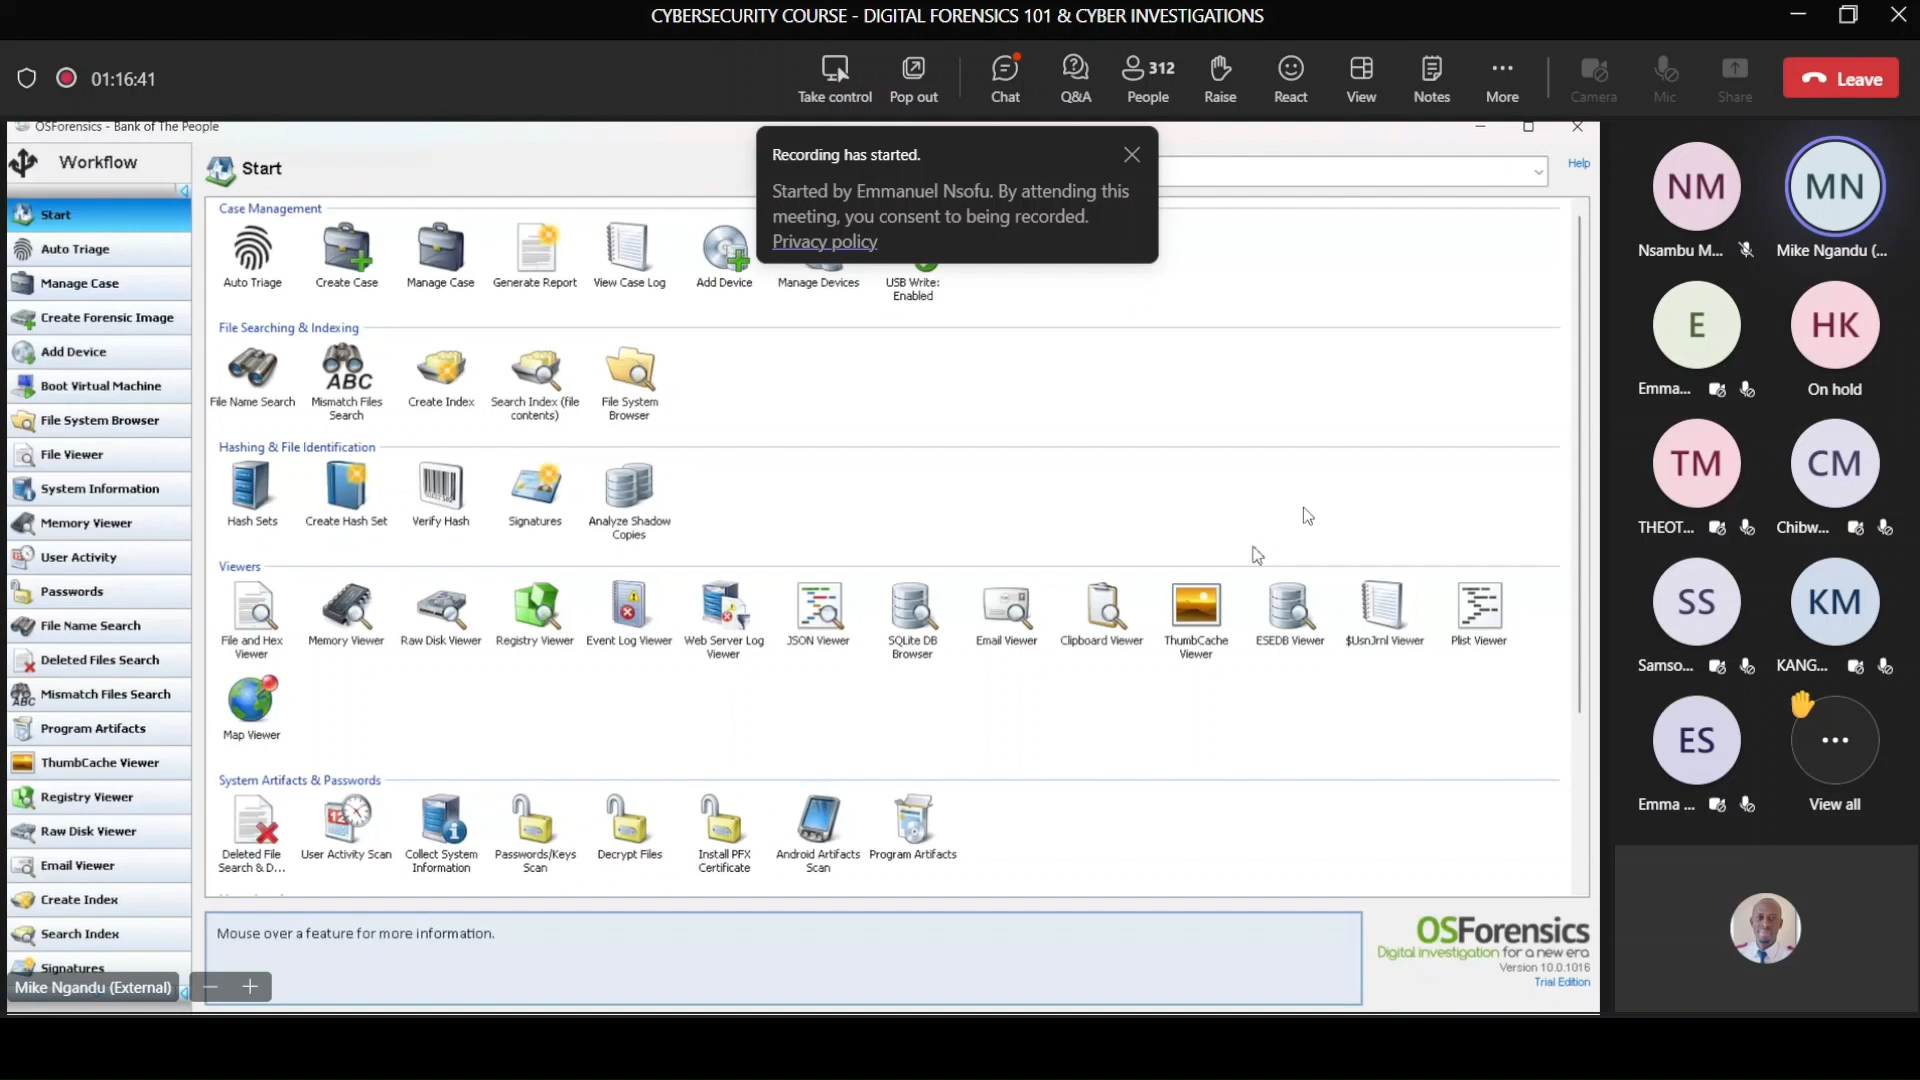 CYBERSECURITY COURSE - DIGITAL FORENSICS 101 & CYBER INVESTIGATIONS
01:16:41
Take control
Pop out
Chat
Q&A
312
People
Raise
React
View
Notes
More
Camera
Mic
Share
Leave
OSForensics - Bank of The People
Workflow
Start
Auto Triage
Manage Case
Create Forensic Image
Add Device
Boot Virtual Machine
File System Browser
File Viewer
System Information
Memory Viewer
User Activity
Passwords
File Name Search
Deleted Files Search
Mismatch Files Search
Program Artifacts
ThumbCache Viewer
Registry Viewer
Raw Disk Viewer
Email Viewer
Create Index
Search Index
Signatures
Mike Ngandu (External)
Start
Help
Recording has started.
Started by Emmanuel Nsofu. By attending this
meeting, you consent to being recorded.
Privacy policy
Case Management
Auto Triage
Create Case
Manage Case
Generate Report
View Case Log
Add Device
Manage Devices
USB Write:
Enabled
File Searching & Indexing
File Name Search
ABC
Mismatch Files
Search
Create Index
Search Index (file
contents)
File System
Browser
Hashing & File Identification
Hash Sets
Create Hash Set
Verify Hash
Signatures
Analyze Shadow
Copies
Viewers
File and Hex
Viewer
Memory Viewer
Raw Disk Viewer
Registry Viewer
Event Log Viewer
Web Server Log
Viewer
JSON Viewer
SQLite DB
Browser
Email Viewer
Clipboard Viewer
ThumbCache
Viewer
ESEDB Viewer
$UsnJrnl Viewer
Plist Viewer
Map Viewer
System Artifacts & Passwords
Deleted File
Search & D...
User Activity Scan
Collect System
Information
Passwords/Keys
Scan
Decrypt Files
Install PFX
Certificate
Android Artifacts
Scan
Program Artifacts
Mouse over a feature for more information.
OSForensics
Digital investigation for a new era
Version 10.0.1016
Trial Edition
NM
Nsambu M...
MN
Mike Ngandu (...
E
Emma...
HK
On hold
TM
THEOT...
CM
Chibw...
SS
Samso...
KM
KANG...
ES
Emma ...
View all